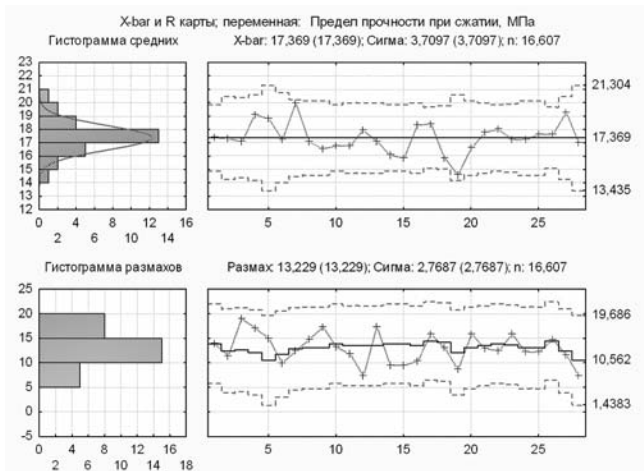 X-bar и R карты; переменная: Предел прочности при сжатии, МПа
Гистограмма средних
X-bar: 17,369 (17,369); Сигма: 3,7097 (3,7097); n: 16,607
23
22
21
20
19
18
17
16
15
14
13
12
0 4 8 12 16
2 6 10 14
21,304
17,369
13,435
5 10 15 20 25
Гистограмма размахов
Размах: 13,229 (13,229); Сигма: 2,7687 (2,7687); n: 16,607
25
20
15
10
5
0
-5
0 4 8 12 16
2 6 10 14 18
19,686
10,562
1,4383
5 10 15 20 25